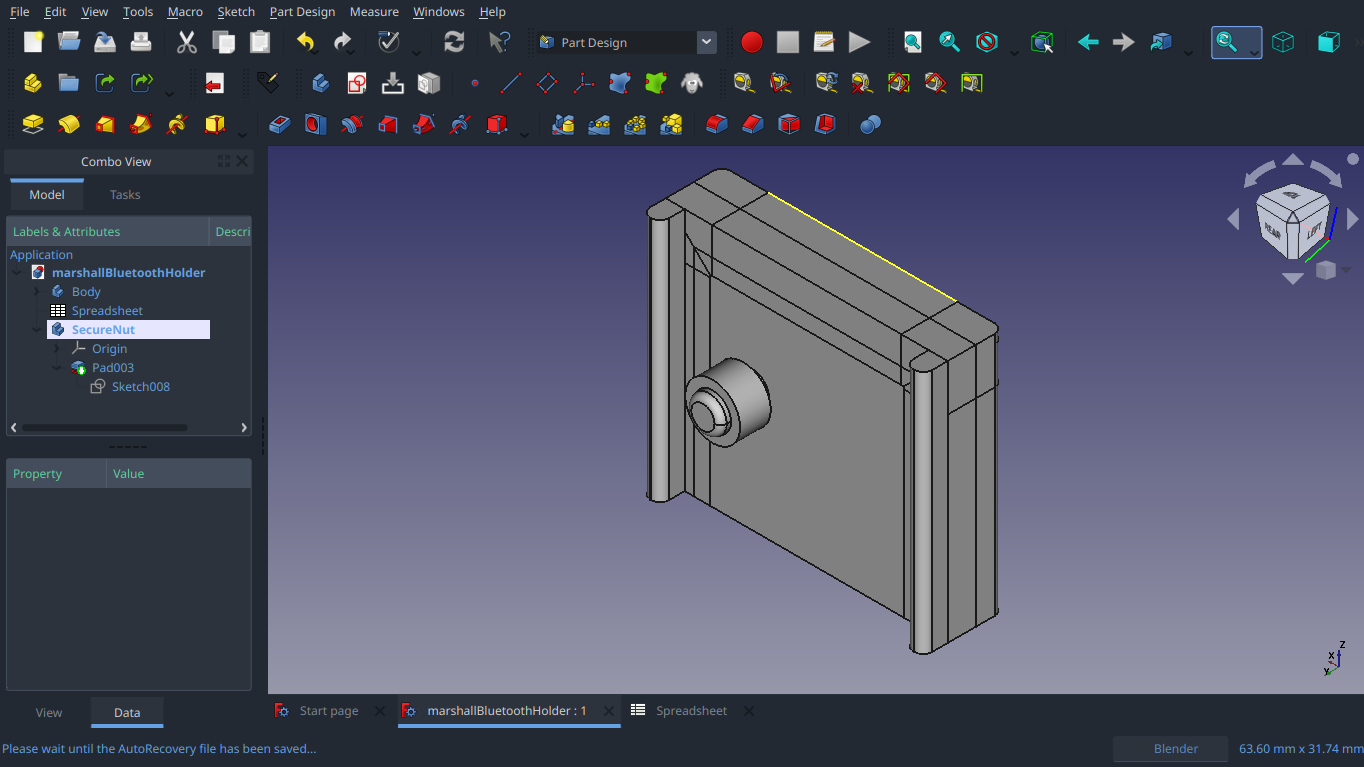 File Edit View Tools Macro Sketch Part Design Measure Windows Help
Part Design
Combo View
Model Tasks
Labels & Attributes Descri
Application
marshallBluetoothHolder
Body
Spreadsheet
SecureNut
Origin
Pad003
Sketch008
Property Value
REAR LEFT
Z
X
Y
View Data
Start page marshallBluetoothHolder : 1 Spreadsheet
Please wait until the AutoRecovery file has been saved... Blender 63.60 mm x 31.74 mm